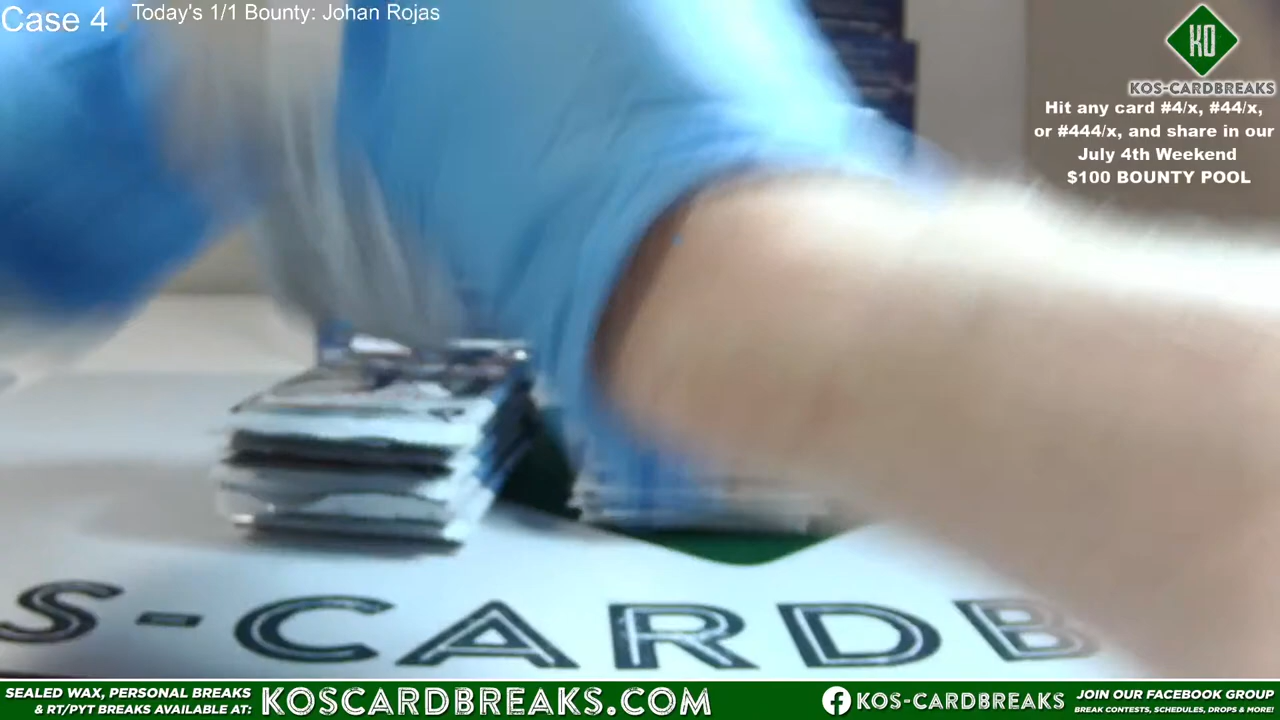 Case 4
Today's 1/1 Bounty: Johan Rojas
KO
KOS-CARDBREAKS
Hit any card #4/x, #44/x,
or #444/x, and share in our
July 4th Weekend
$100 BOUNTY POOL
S-CARDB
SEALED WAX, PERSONAL BREAKS
& RT/PYT BREAKS AVAILABLE AT:
KOSCARDBREAKS.COM
KOS-CARDBREAKS
JOIN OUR FACEBOOK GROUP
BREAK CONTESTS, SCHEDULES, DROPS & MORE!